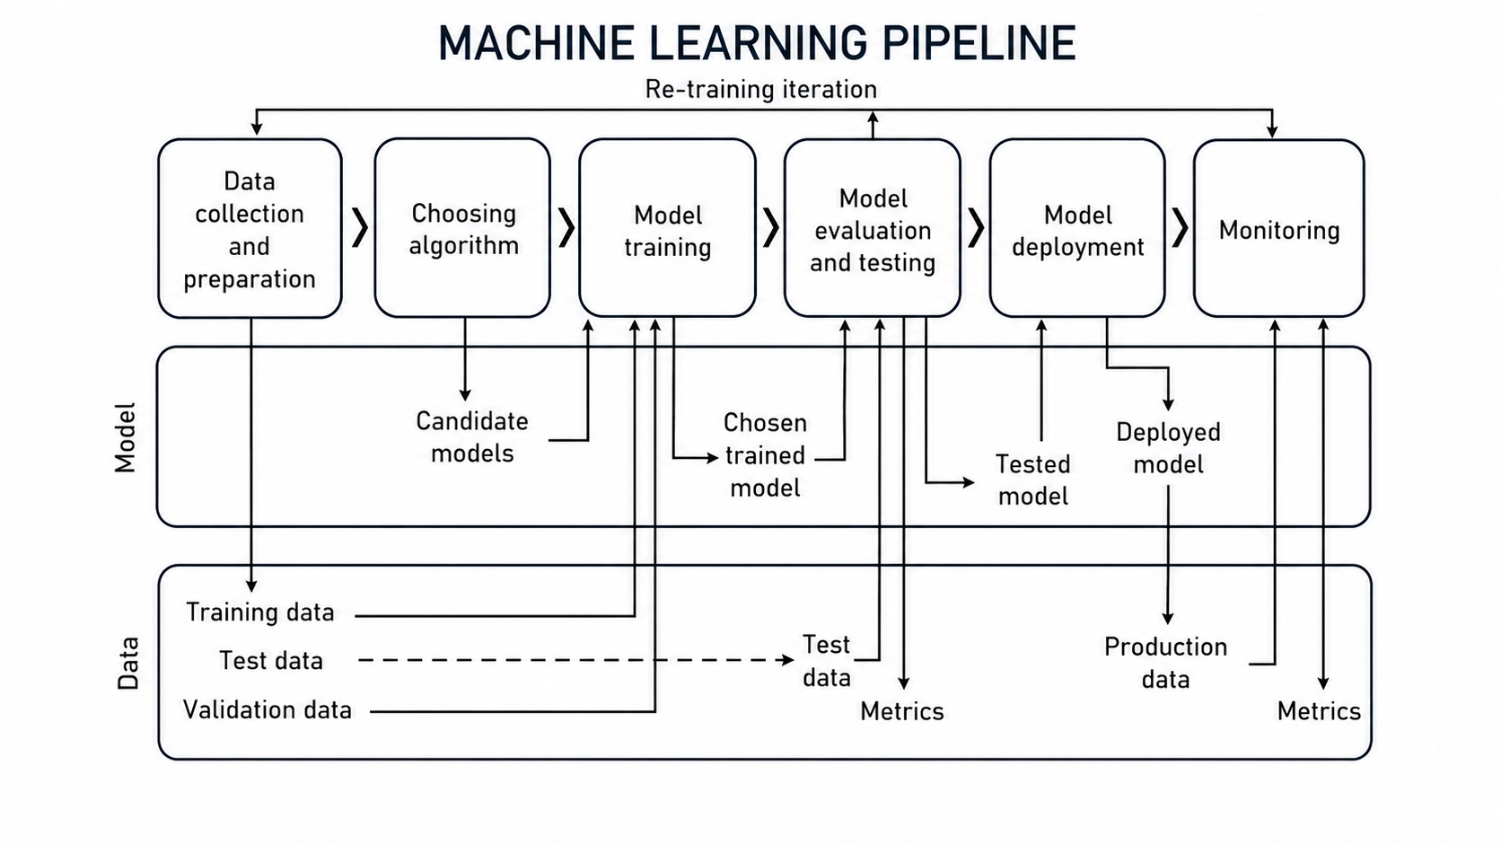 MACHINE LEARNING PIPELINE
Re-training iteration
Data
collection
and
preparation
Choosing
algorithm
Model
training
Model
evaluation
and testing
Model
deployment
Monitoring
Model
Candidate
models
Chosen
trained
model
Tested
model
Deployed
model
Data
Training data
Test data
Validation data
Test
data
Metrics
Production
data
Metrics